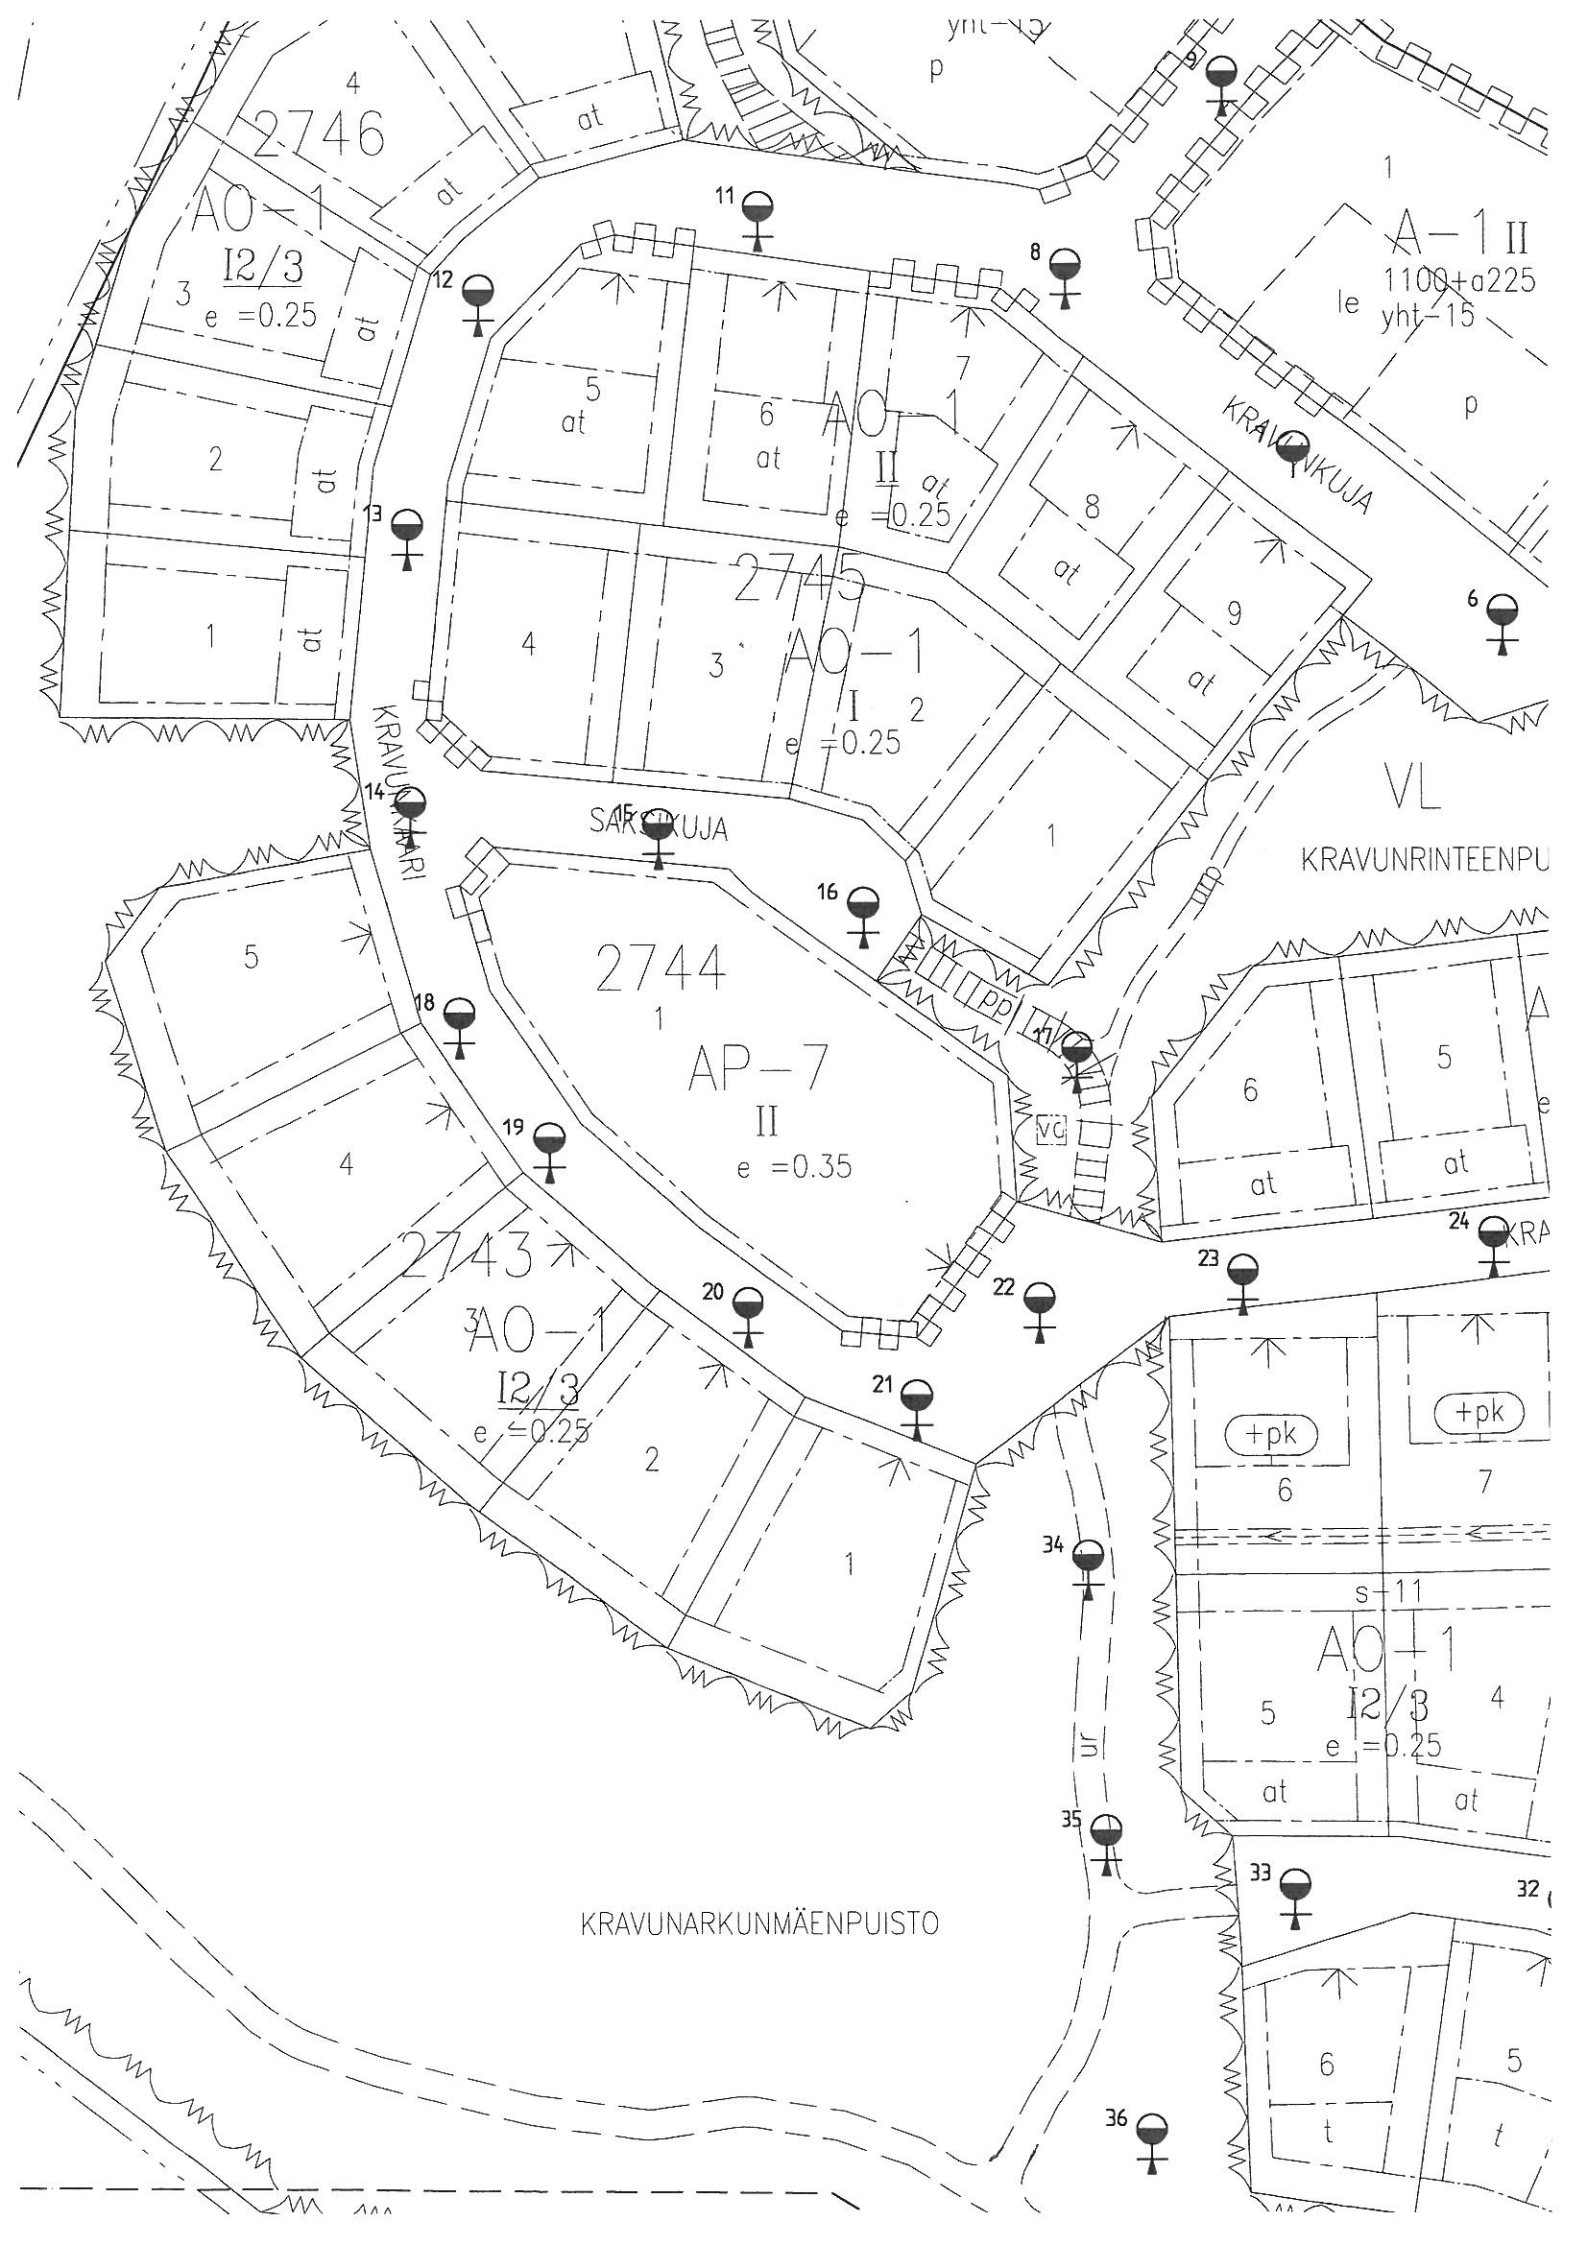 yht-15
p
9
4
2746
at
at
11
1
AO-1
I2/3
e =0.25
3
at
12
8
A-1 II
1100+a225
le
yht-15
p
5
at
6
at
7
AO-1
II
at
e =0.25
KRAVUNKUJA
2
at
13
8
at
9
at
6
1
at
4
3
2745
AO-1
I
2
e =0.25
KRAVUNKAARI
VL
14
SAKSIKUJA
15
1
KRAVUNRINTEENPU
urp
16
5
2744
1
pp
17
18
AP-7
II
e =0.35
vc
6
5
e
at
at
4
19
24
KRA
2743
23
20
22
3
AO-1
I2/3
e =0.25
21
+pk
+pk
2
6
7
34
1
s-11
AO-1
I2/3
e =0.25
5
4
ur
at
at
35
33
32
KRAVUNARKUNMÄENPUISTO
6
5
36
t
t